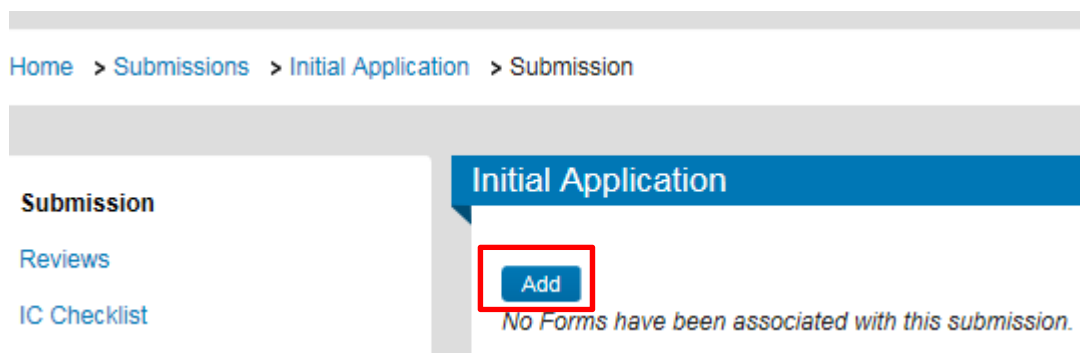 Home > Submissions > Initial Application > Submission
Submission
Reviews
IC Checklist
Initial Application
Add
No Forms have been associated with this submission.